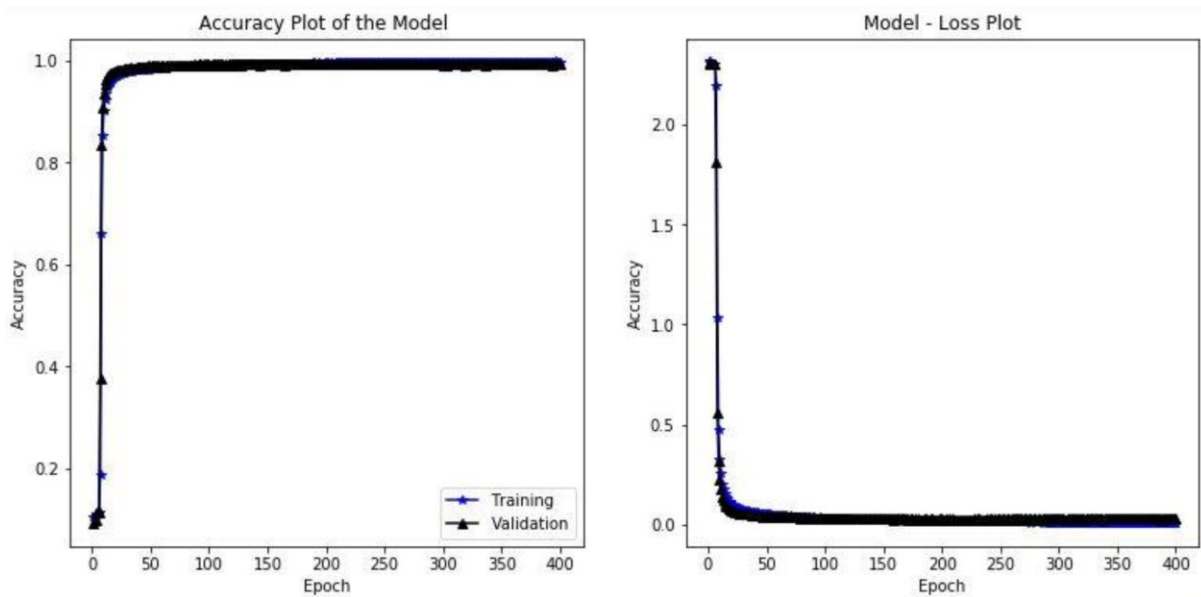 Accuracy Plot of the Model
1.0
0.8
0.6
0.4
0.2
Accuracy
0 50 100 150 200 250 300 350 400
Epoch
Training
Validation
Model - Loss Plot
2.0
1.5
1.0
0.5
0.0
Accuracy
0 50 100 150 200 250 300 350 400
Epoch